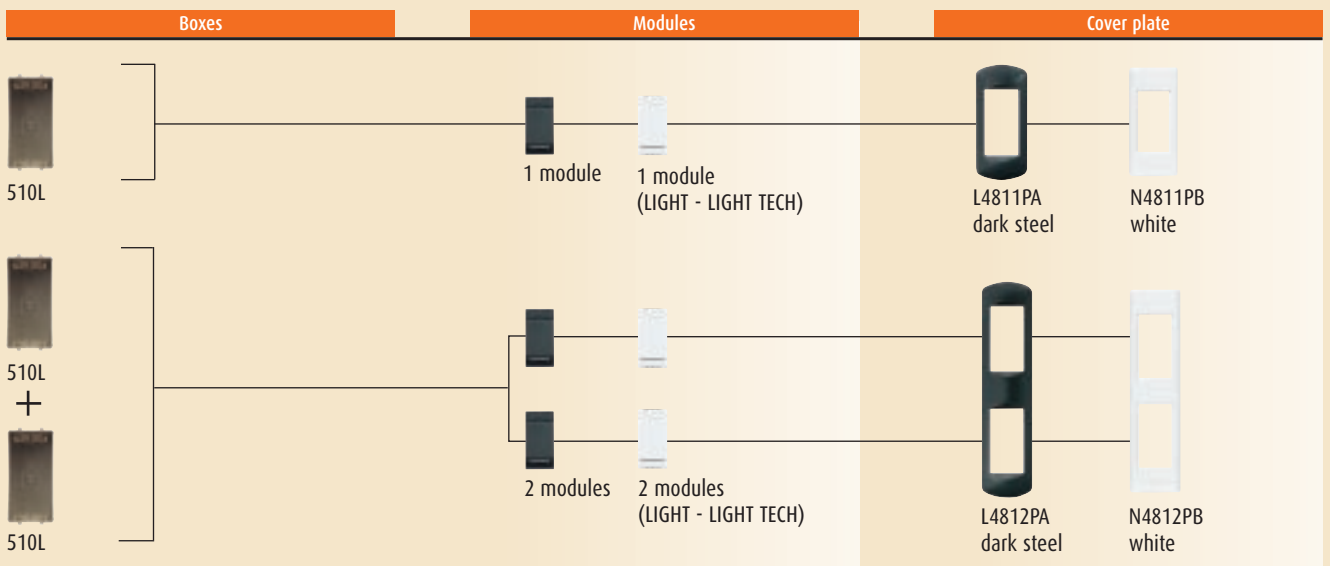 Boxes
Modules
Cover plate
510L
1 module
1 module
(LIGHT - LIGHT TECH)
L4811PA
dark steel
N4811PB
white
510L
+
510L
2 modules
2 modules
(LIGHT - LIGHT TECH)
L4812PA
dark steel
N4812PB
white